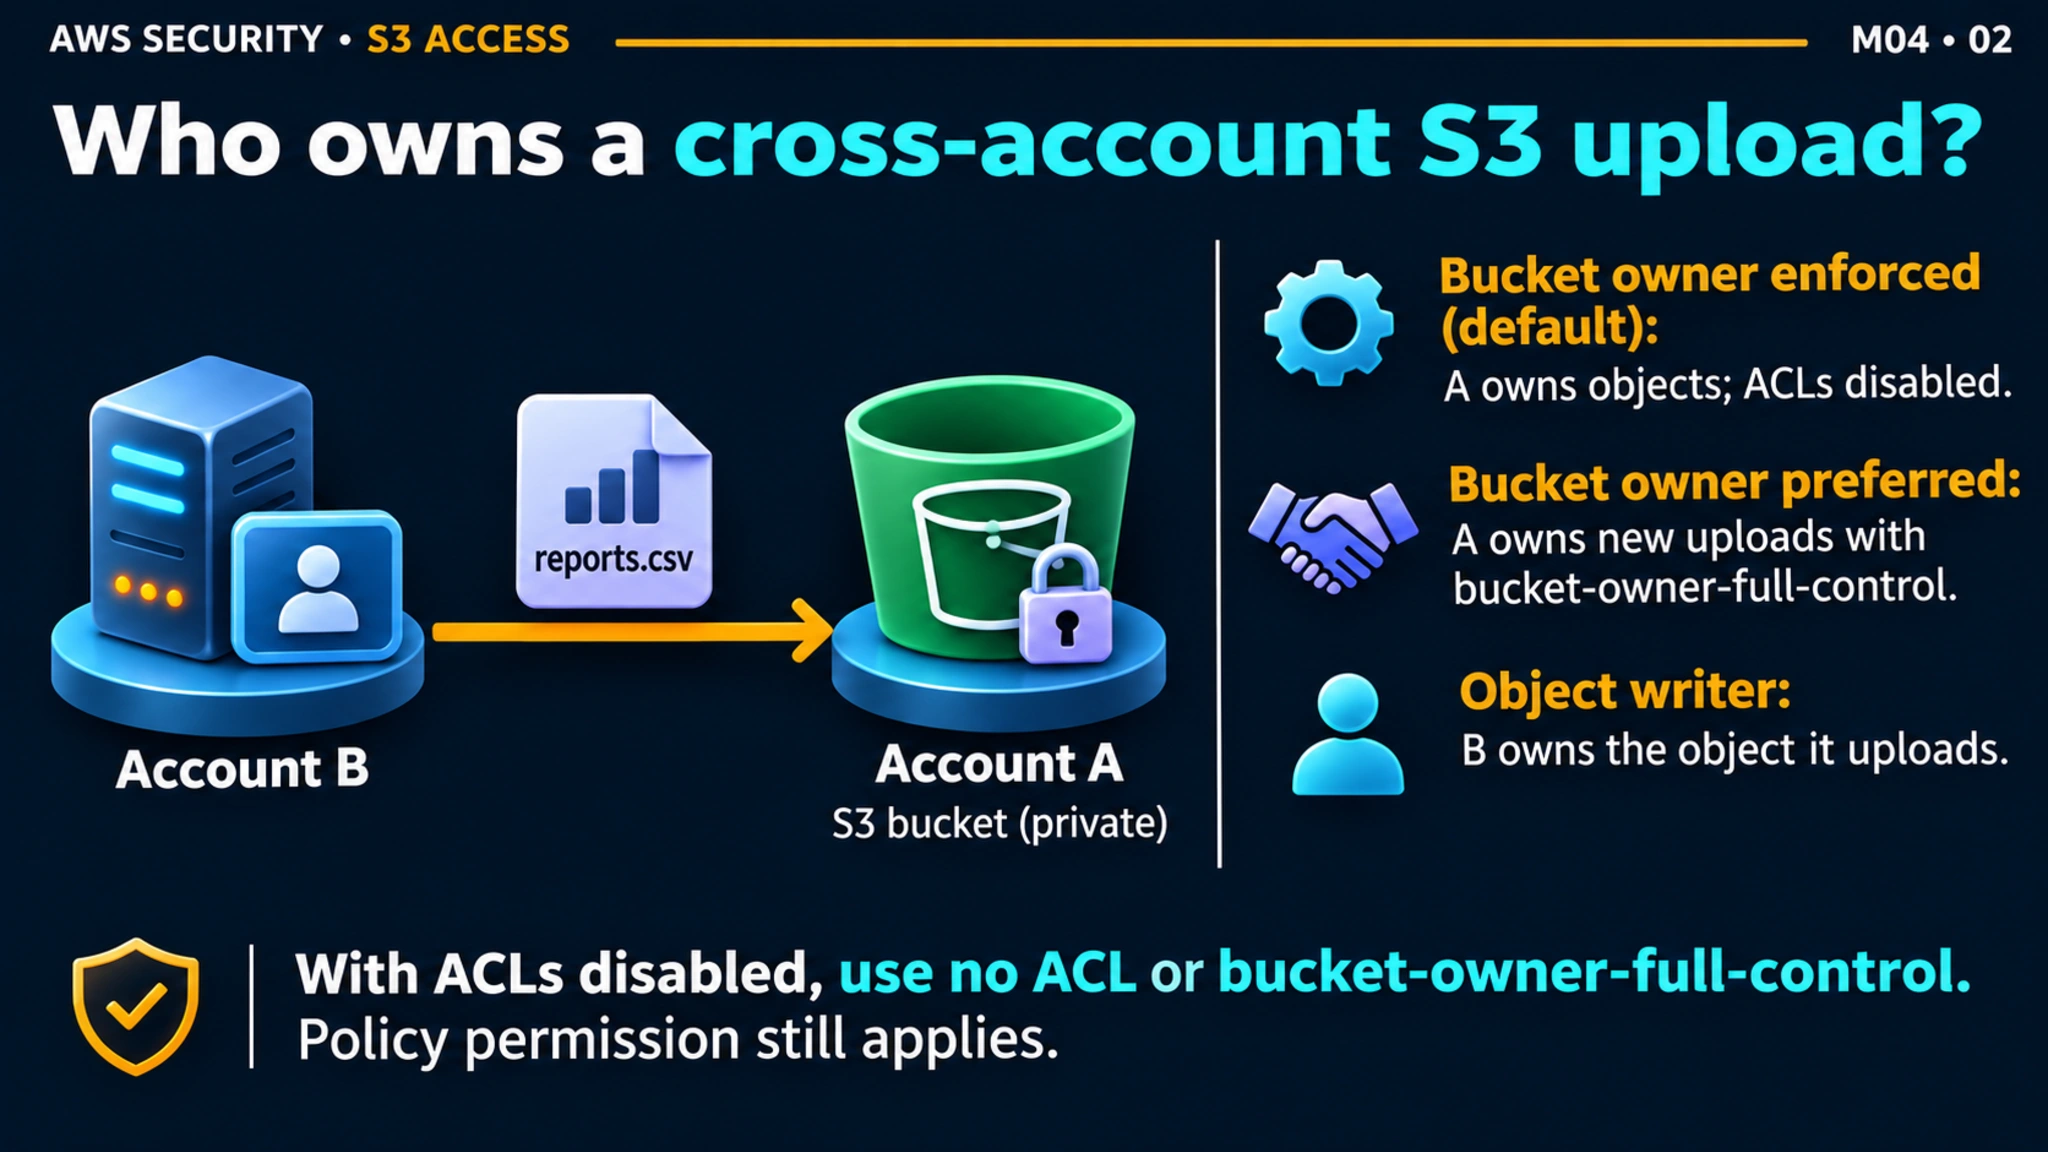 AWS SECURITY • S3 ACCESS
M04 • 02
Who owns a cross-account S3 upload?
reports.csv
Account B
Account A
S3 bucket (private)
Bucket owner enforced
(default):
A owns objects; ACLs disabled.
Bucket owner preferred:
A owns new uploads with
bucket-owner-full-control.
Object writer:
B owns the object it uploads.
With ACLs disabled, use no ACL or bucket-owner-full-control.
Policy permission still applies.